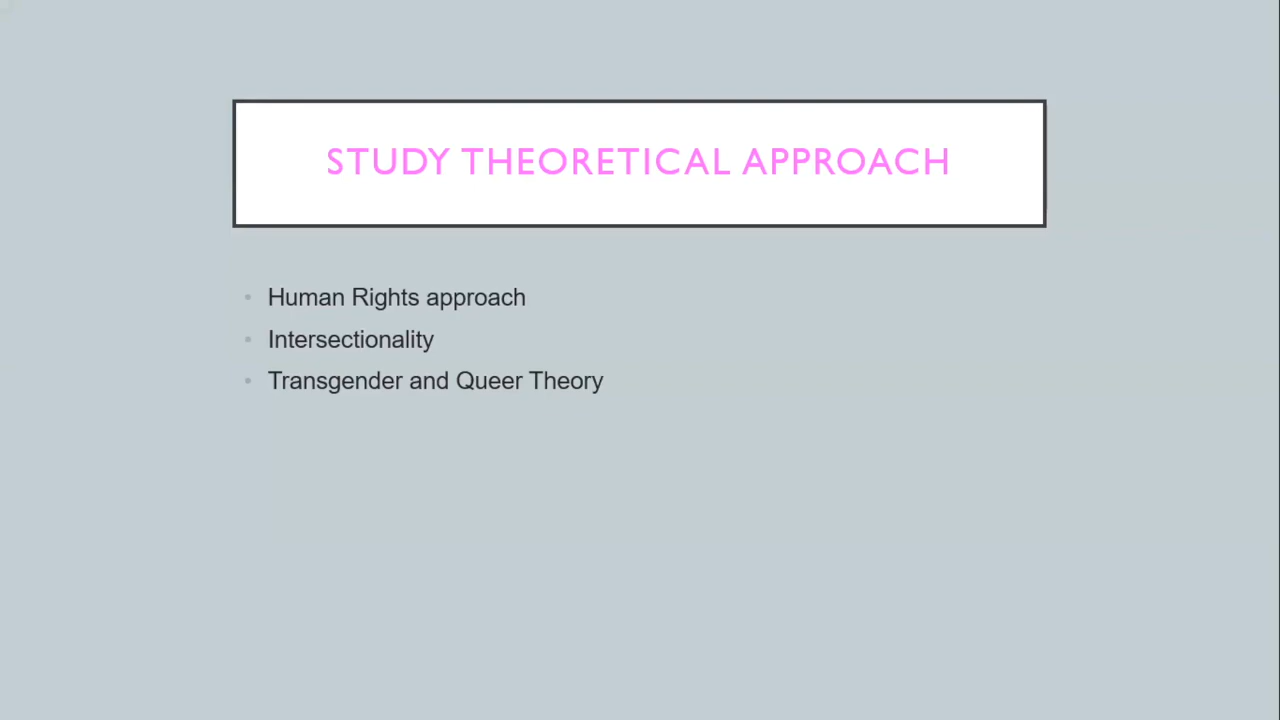 STUDY THEORETICAL APPROACH
• Human Rights approach
• Intersectionality
• Transgender and Queer Theory